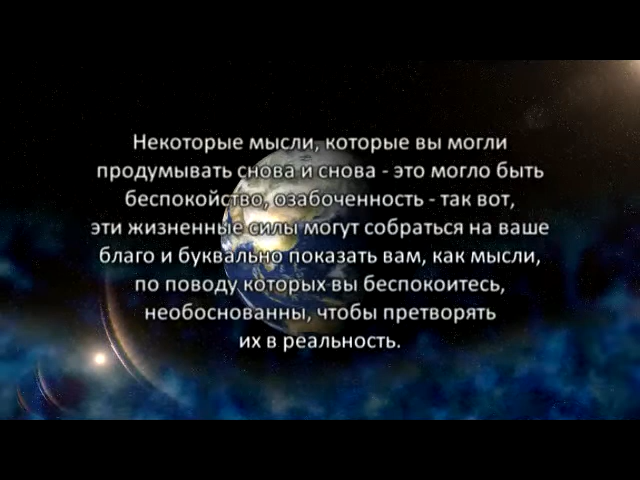 Некоторые мысли, которые вы могли
продумывать снова и снова - это могло быть
беспокойство, озабоченность - так вот,
эти жизненные силы могут собраться на ваше
благо и буквально показать вам, как мысли,
по поводу которых вы беспокоитесь,
необоснованны, чтобы претворять
их в реальность.